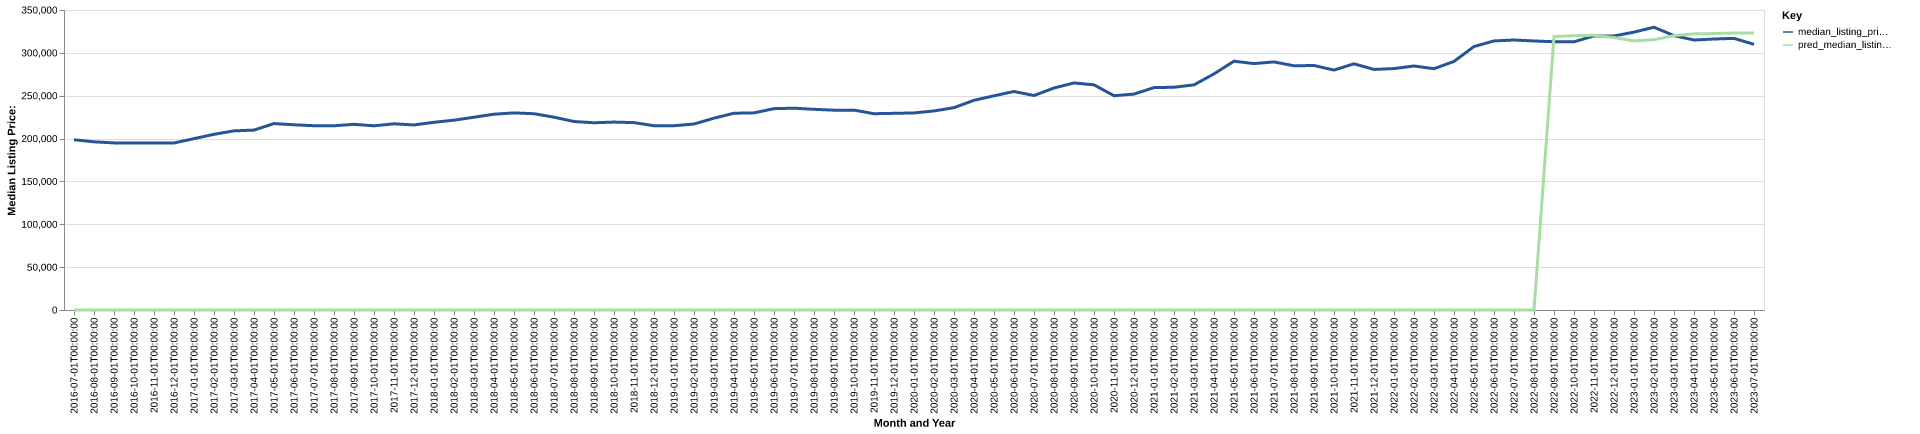 350,000
300,000
250,000
200,000
150,000
100,000
50,000
0
Median Listing Price:
2016-07-01T00:00:00
2016-08-01T00:00:00
2016-09-01T00:00:00
2016-10-01T00:00:00
2016-11-01T00:00:00
2016-12-01T00:00:00
2017-01-01T00:00:00
2017-02-01T00:00:00
2017-03-01T00:00:00
2017-04-01T00:00:00
2017-05-01T00:00:00
2017-06-01T00:00:00
2017-07-01T00:00:00
2017-08-01T00:00:00
2017-09-01T00:00:00
2017-10-01T00:00:00
2017-11-01T00:00:00
2017-12-01T00:00:00
2018-01-01T00:00:00
2018-02-01T00:00:00
2018-03-01T00:00:00
2018-04-01T00:00:00
2018-05-01T00:00:00
2018-06-01T00:00:00
2018-07-01T00:00:00
2018-08-01T00:00:00
2018-09-01T00:00:00
2018-10-01T00:00:00
2018-11-01T00:00:00
2018-12-01T00:00:00
2019-01-01T00:00:00
2019-02-01T00:00:00
2019-03-01T00:00:00
2019-04-01T00:00:00
2019-05-01T00:00:00
2019-06-01T00:00:00
2019-07-01T00:00:00
2019-08-01T00:00:00
2019-09-01T00:00:00
2019-10-01T00:00:00
2019-11-01T00:00:00
2019-12-01T00:00:00
2020-01-01T00:00:00
2020-02-01T00:00:00
2020-03-01T00:00:00
2020-04-01T00:00:00
2020-05-01T00:00:00
2020-06-01T00:00:00
2020-07-01T00:00:00
2020-08-01T00:00:00
2020-09-01T00:00:00
2020-10-01T00:00:00
2020-11-01T00:00:00
2020-12-01T00:00:00
2021-01-01T00:00:00
2021-02-01T00:00:00
2021-03-01T00:00:00
2021-04-01T00:00:00
2021-05-01T00:00:00
2021-06-01T00:00:00
2021-07-01T00:00:00
2021-08-01T00:00:00
2021-09-01T00:00:00
2021-10-01T00:00:00
2021-11-01T00:00:00
2021-12-01T00:00:00
2022-01-01T00:00:00
2022-02-01T00:00:00
2022-03-01T00:00:00
2022-04-01T00:00:00
2022-05-01T00:00:00
2022-06-01T00:00:00
2022-07-01T00:00:00
2022-08-01T00:00:00
2022-09-01T00:00:00
2022-10-01T00:00:00
2022-11-01T00:00:00
2022-12-01T00:00:00
2023-01-01T00:00:00
2023-02-01T00:00:00
2023-03-01T00:00:00
2023-04-01T00:00:00
2023-05-01T00:00:00
2023-06-01T00:00:00
2023-07-01T00:00:00
Month and Year
Key
median_listing_pri…
pred_median_listin…